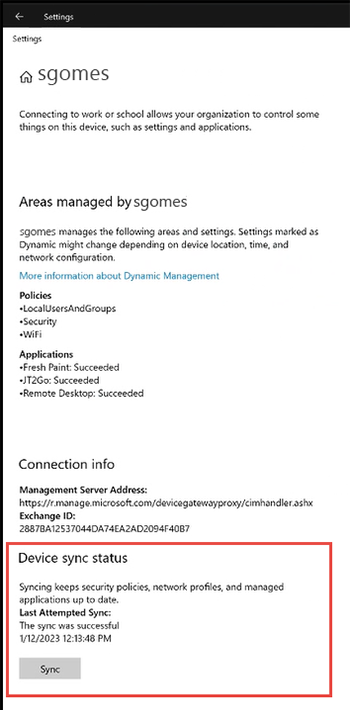 Settings
Settings
sgomes
Connecting to work or school allows your organization to control some
things on this device, such as settings and applications.
Areas managed by sgomes
sgomes manages the following areas and settings. Settings marked as
Dynamic might change depending on device location, time, and
network configuration.
More information about Dynamic Management
Policies
•LocalUsersAndGroups
•Security
•WiFi
Applications
•Fresh Paint: Succeeded
•JT2Go: Succeeded
•Remote Desktop: Succeeded
Connection info
Management Server Address:
https://r.manage.microsoft.com/devicegatewayproxy/cimhandler.ashx
Exchange ID:
2887BA12537044DA74EA2AD2094F40B7
Device sync status
Syncing keeps security policies, network profiles, and managed
applications up to date.
Last Attempted Sync:
The sync was successful
1/12/2023 12:13:48 PM
Sync